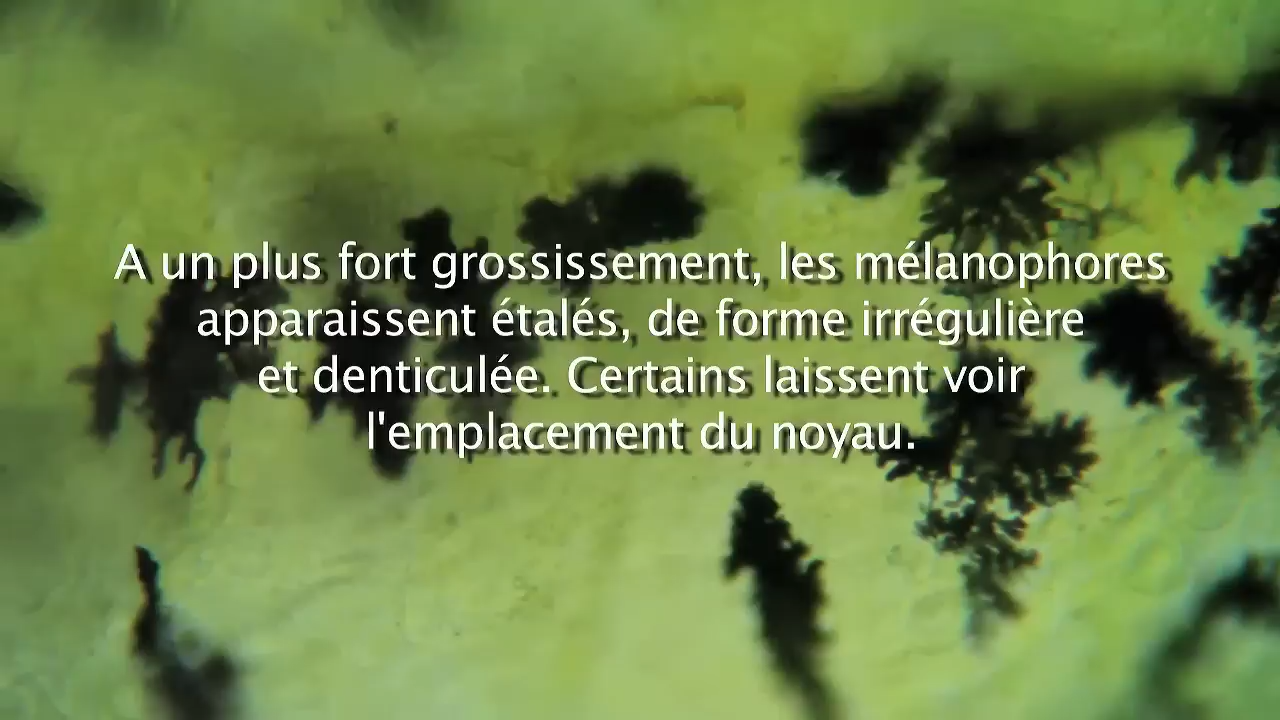 A un plus fort grossissement, les mélanophores
apparaissent étalés, de forme irrégulière
et denticulée. Certains laissent voir
l'emplacement du noyau.